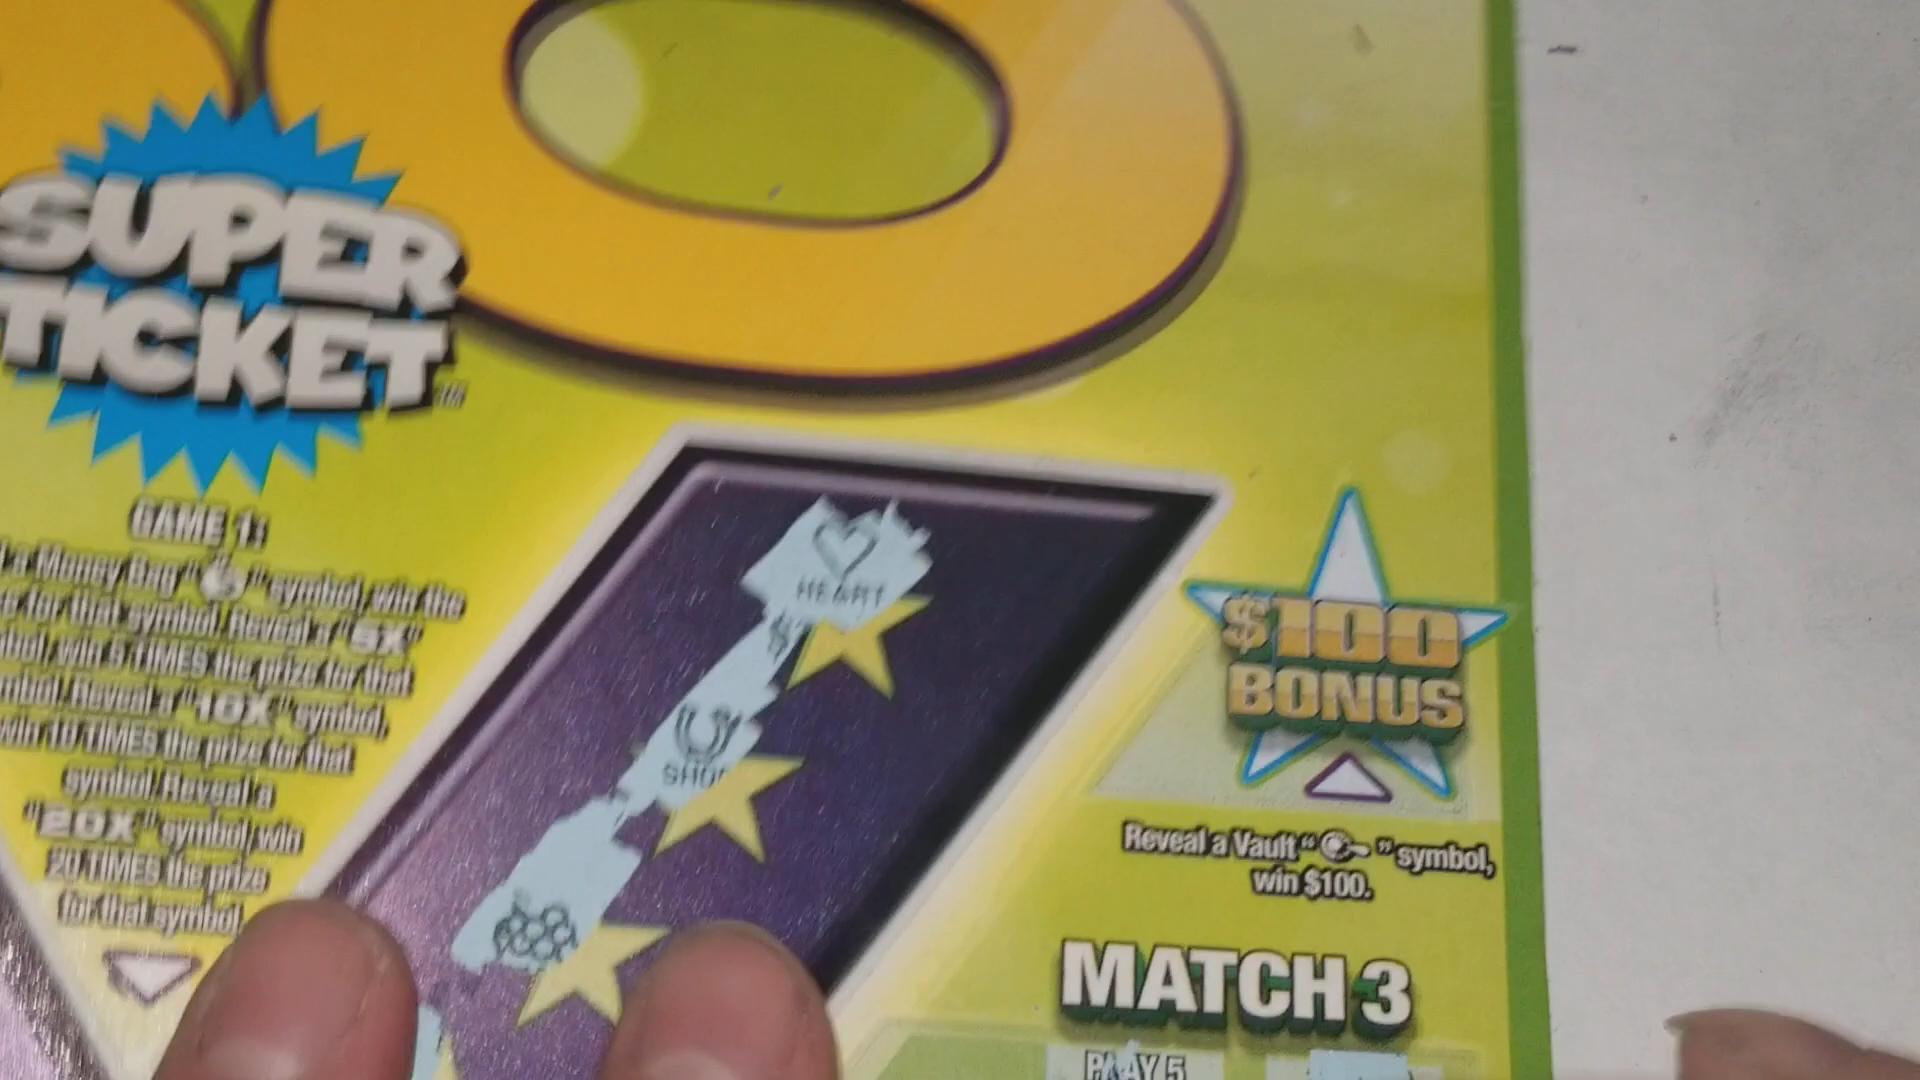 SUPER
TICKET
GAME 1:
a Money Bag " " symbol, win the
for that symbol. Reveal a "5X"
win 5 TIMES the prize for that
Reveal a "10X" symbol,
win 10 TIMES the prize for that
symbol. Reveal a
"20X" symbol, win
20 TIMES the prize
for that symbol.
HEART
$
$100
BONUS
Reveal a Vault " " symbol,
win $100.
MATCH 3